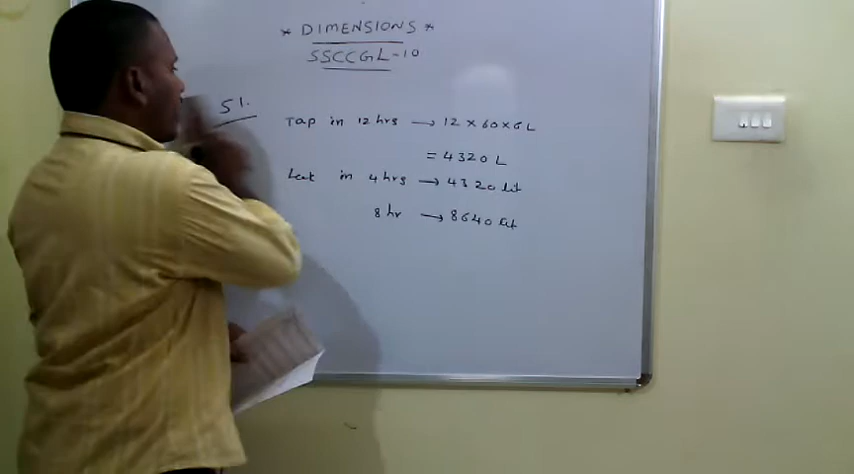 * DIMENSIONS *
SSCCGL-10
51.
Tap in 12 hrs → 12 × 60 × 6 L
= 4320 L
Leak in 4 hrs → 4320 lit
8 hr → 8640 lit